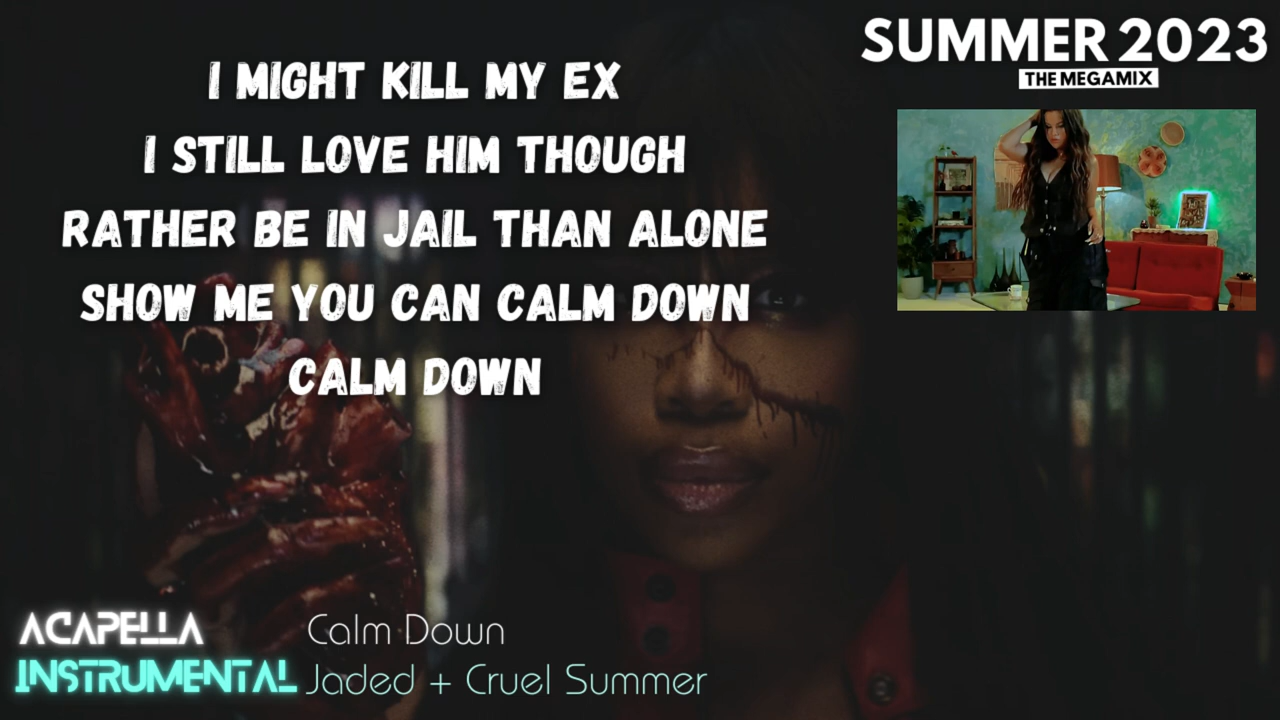 I MIGHT KILL MY EX
I STILL LOVE HIM THOUGH
RATHER BE IN JAIL THAN ALONE
SHOW ME YOU CAN CALM DOWN
CALM DOWN
SUMMER 2023
THE MEGAMIX
ACAPELLA Calm Down
INSTRUMENTAL Jaded + Cruel Summer